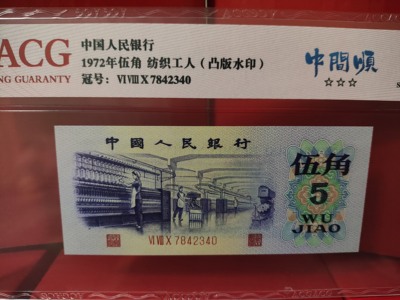 ACG
NG GUARANTY
中国人民银行
1972年伍角 纺织工人（凸版水印）
冠号：VI VIII X 7842340
中間順
☆☆☆
S
中國人民銀行
伍角
5
WU
JIAO
VI VIII X 7842340